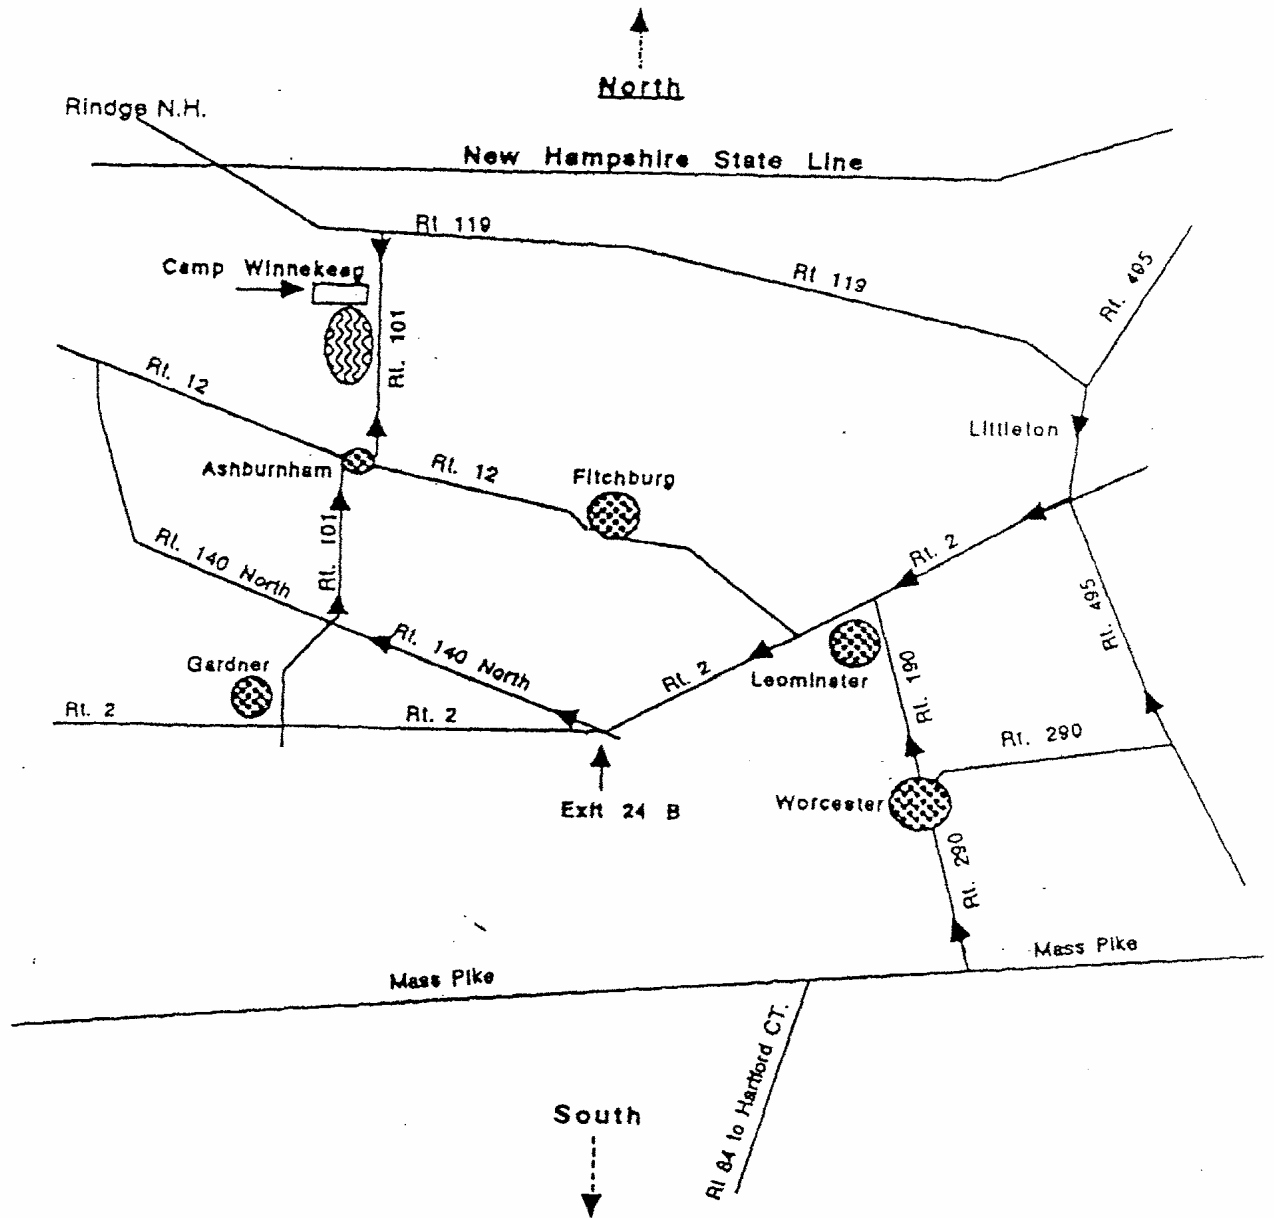 North
Rindge N.H.
New Hampshire State Line
Rt 119
Rt 119
Rt. 495
Camp Winnekeag
Rt. 101
Rt. 12
Littleton
Ashburnham
Rt. 12
Fitchburg
Rt. 101
Rt. 2
Rt. 140 North
Rt. 495
Rt. 140 North
Gardner
Rt. 2
Leominster
Rt. 190
Rt. 2
Rt. 2
Rt. 290
Exit 24 B
Worcester
Rt. 290
Mass Pike
Mass Pike
Rt 84 to Hartford CT.
South